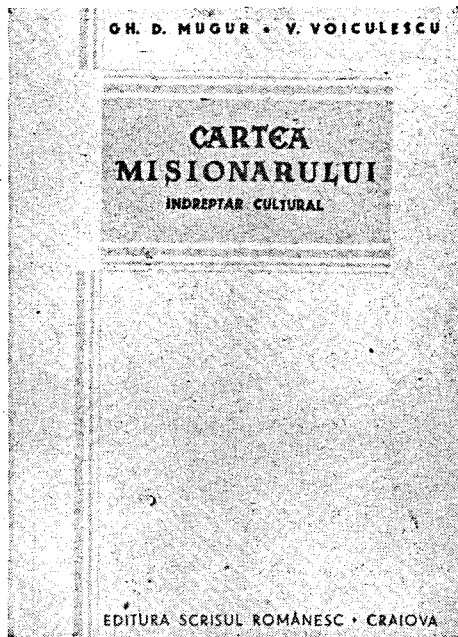 GH. D. MUGUR • V. VOICULESCU
CARTEA
MISIONARULUI
INDREPTAR CULTURAL
EDITURA SCRISUL ROMÂNESC • CRAIOVA